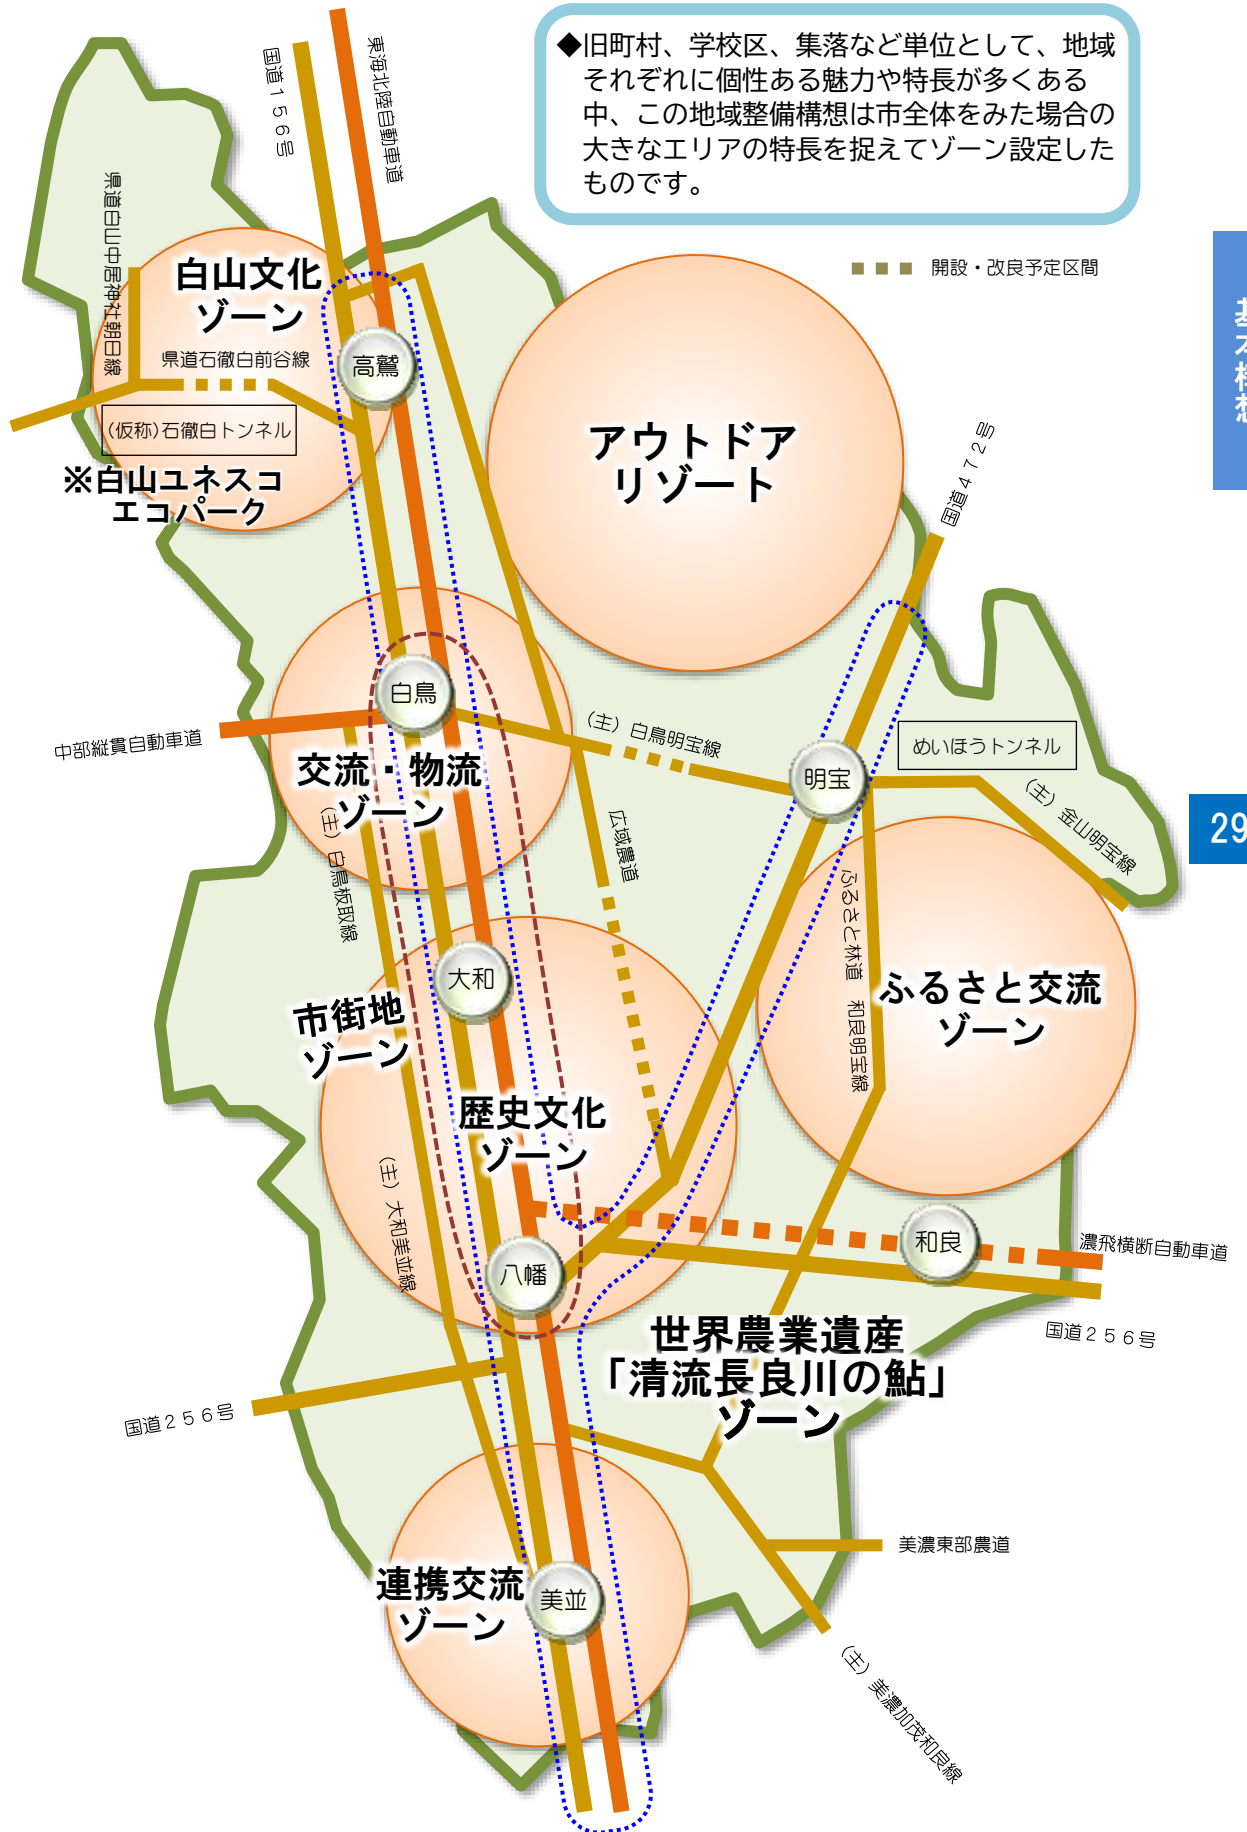 ◆旧町村、学校区、集落など単位として、地域
それぞれに個性ある魅力や特長が多くある
中、この地域整備構想は市全体をみた場合の
大きなエリアの特長を捉えてゾーン設定した
ものです。
開設・改良予定区間
基本構想
29
国道１５６号
東海北陸自動車道
県道白山中居神社朝日線
白山文化
ゾーン
高鷲
県道石徹白前谷線
(仮称)石徹白トンネル
※白山ユネスコ
エコパーク
アウトドア
リゾート
国道４７２号
白鳥
中部縦貫自動車道
交流・物流
ゾーン
（主）白鳥明宝線
めいほうトンネル
明宝
（主）金山明宝線
（主）白鳥板取線
広域農道
ふるさと林道　和良明宝線
大和
市街地
ゾーン
ふるさと交流
ゾーン
歴史文化
ゾーン
（主）大和美並線
八幡
和良
濃飛横断自動車道
国道２５６号
世界農業遺産
「清流長良川の鮎」
ゾーン
国道２５６号
連携交流
ゾーン
美並
美濃東部農道
（主）美濃加茂和良線